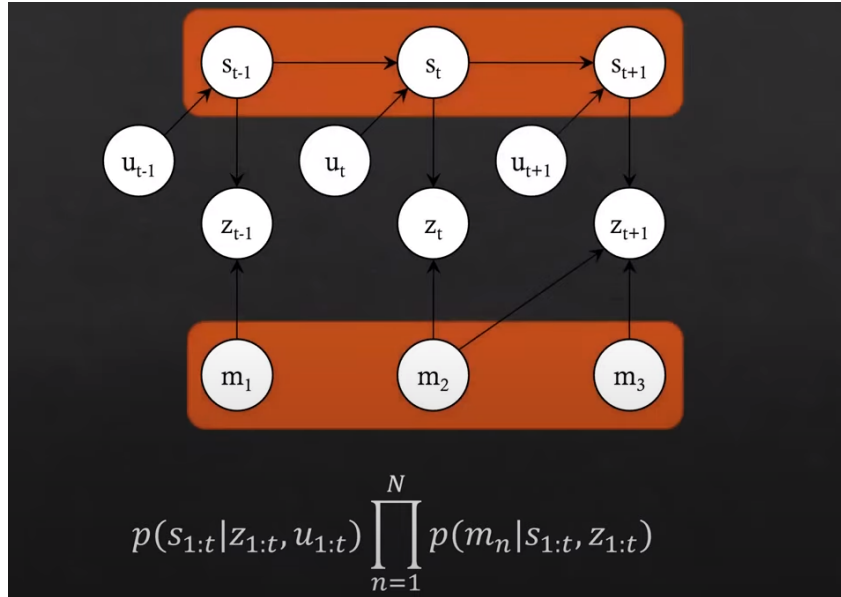 s_{t-1} s_t s_{t+1}
u_{t-1} u_t u_{t+1}
z_{t-1} z_t z_{t+1}
m_1 m_2 m_3
p(s_{1:t}|z_{1:t}, u_{1:t}) \prod_{n=1}^{N} p(m_n|s_{1:t}, z_{1:t})